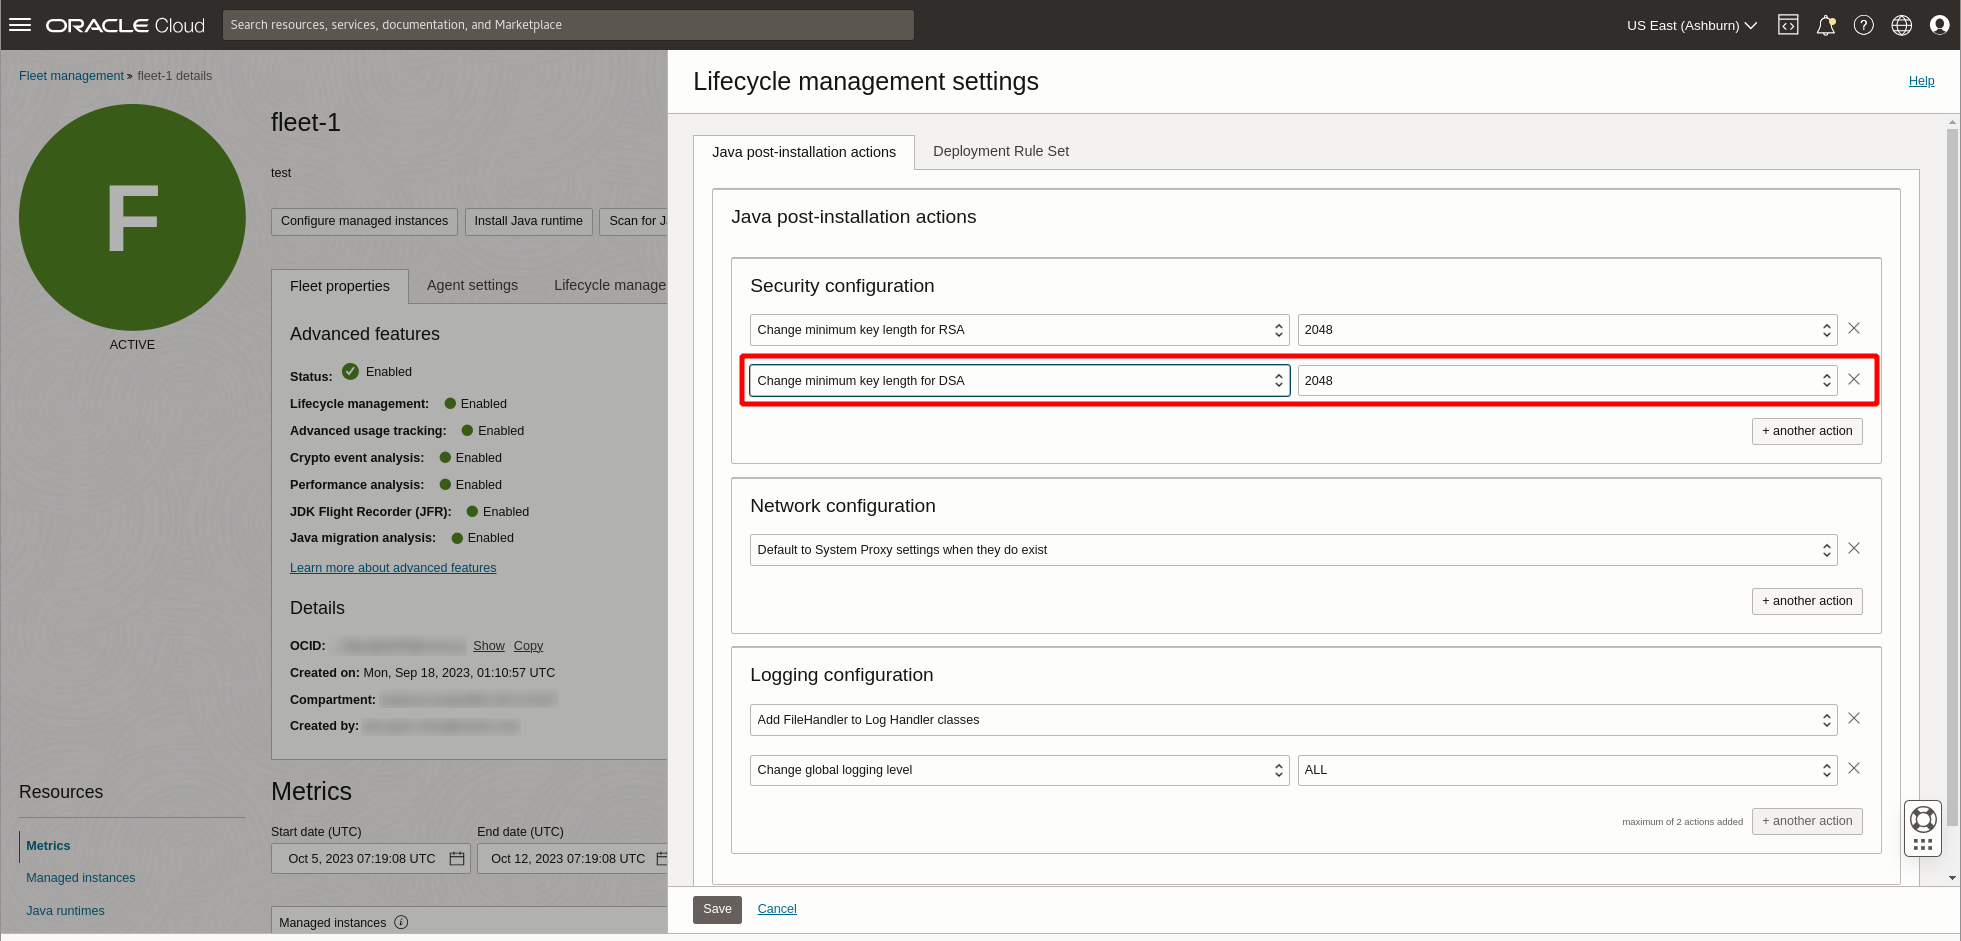 ORACLE Cloud
Search resources, services, documentation, and Marketplace
US East (Ashburn)
Fleet management » fleet-1 details
F
ACTIVE
fleet-1
test
Configure managed instances
Install Java runtime
Scan for J
Fleet properties
Agent settings
Lifecycle manage
Advanced features
Status: Enabled
Lifecycle management: Enabled
Advanced usage tracking: Enabled
Crypto event analysis: Enabled
Performance analysis: Enabled
JDK Flight Recorder (JFR): Enabled
Java migration analysis: Enabled
Learn more about advanced features
Details
OCID: Show Copy
Created on: Mon, Sep 18, 2023, 01:10:57 UTC
Compartment:
Created by:
Resources
Metrics
Managed instances
Java runtimes
Metrics
Start date (UTC)
End date (UTC)
Oct 5, 2023 07:19:08 UTC
Oct 12, 2023 07:19:08 UTC
Managed instances
Lifecycle management settings
Help
Java post-installation actions
Deployment Rule Set
Java post-installation actions
Security configuration
Change minimum key length for RSA
2048
Change minimum key length for DSA
2048
+ another action
Network configuration
Default to System Proxy settings when they do exist
+ another action
Logging configuration
Add FileHandler to Log Handler classes
Change global logging level
ALL
maximum of 2 actions added
+ another action
Save
Cancel